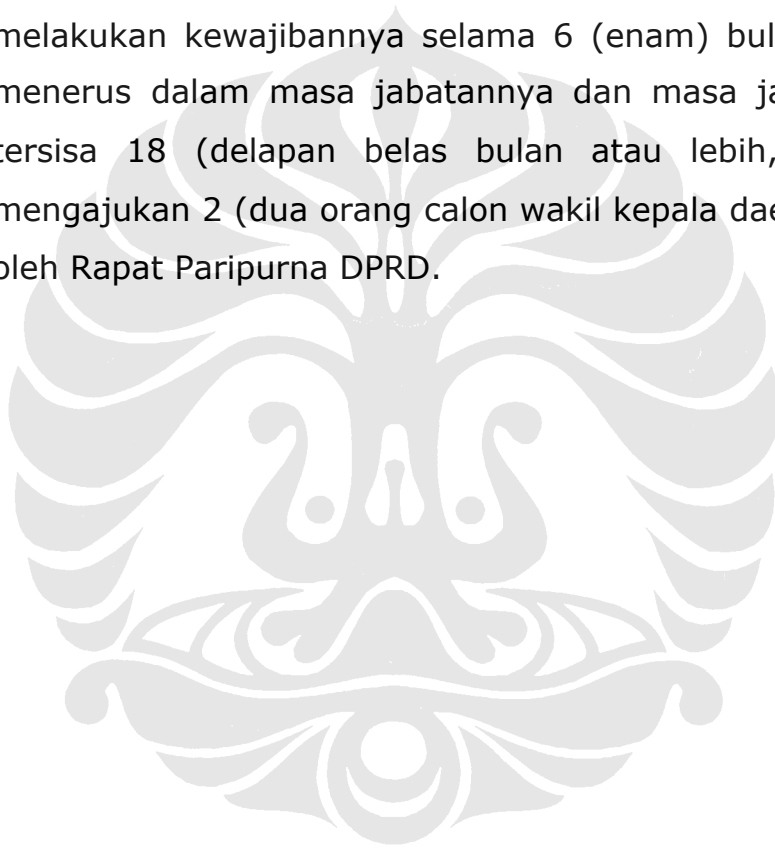 melakukan kewajibannya selama 6 (enam) bul
menerus dalam masa jabatannya dan masa ja
tersisa 18 (delapan belas bulan atau lebih,
mengajukan 2 (dua orang calon wakil kepala dae
oleh Rapat Paripurna DPRD.